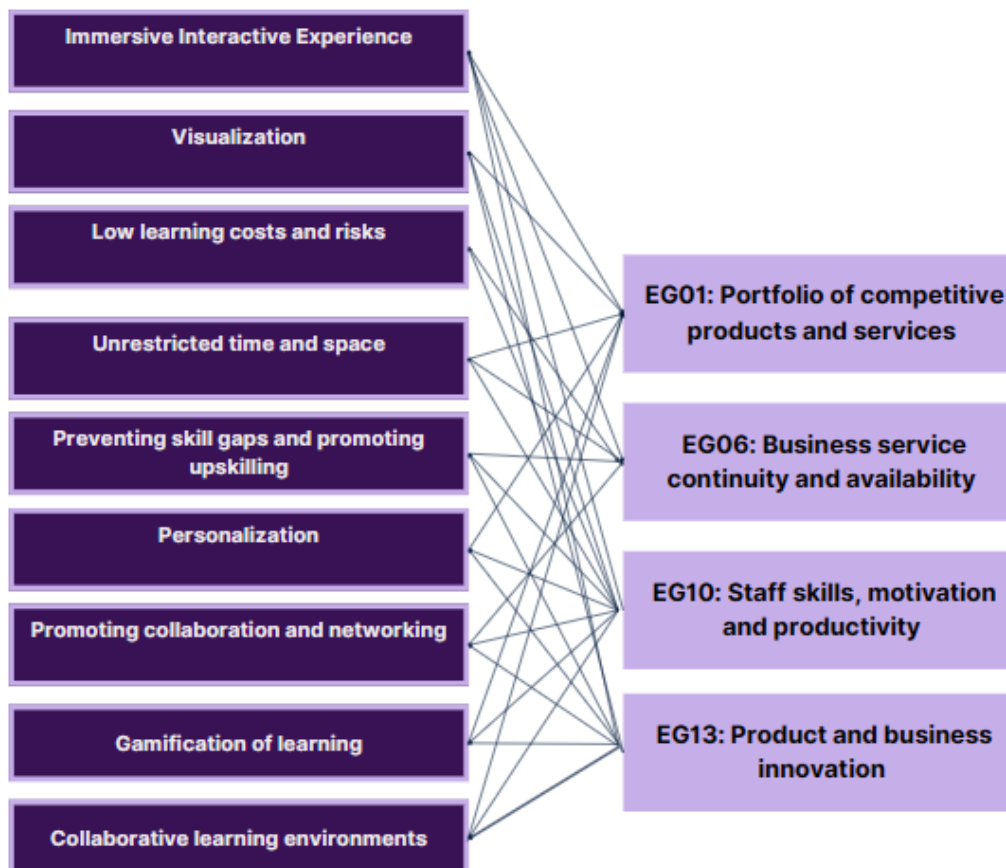 Immersive Interactive Experience
Visualization
Low learning costs and risks
Unrestricted time and space
Preventing skill gaps and promoting
upskilling
Personalization
Promoting collaboration and networking
Gamification of learning
Collaborative learning environments
EG01: Portfolio of competitive
products and services
EG06: Business service
continuity and availability
EG10: Staff skills, motivation
and productivity
EG13: Product and business
innovation